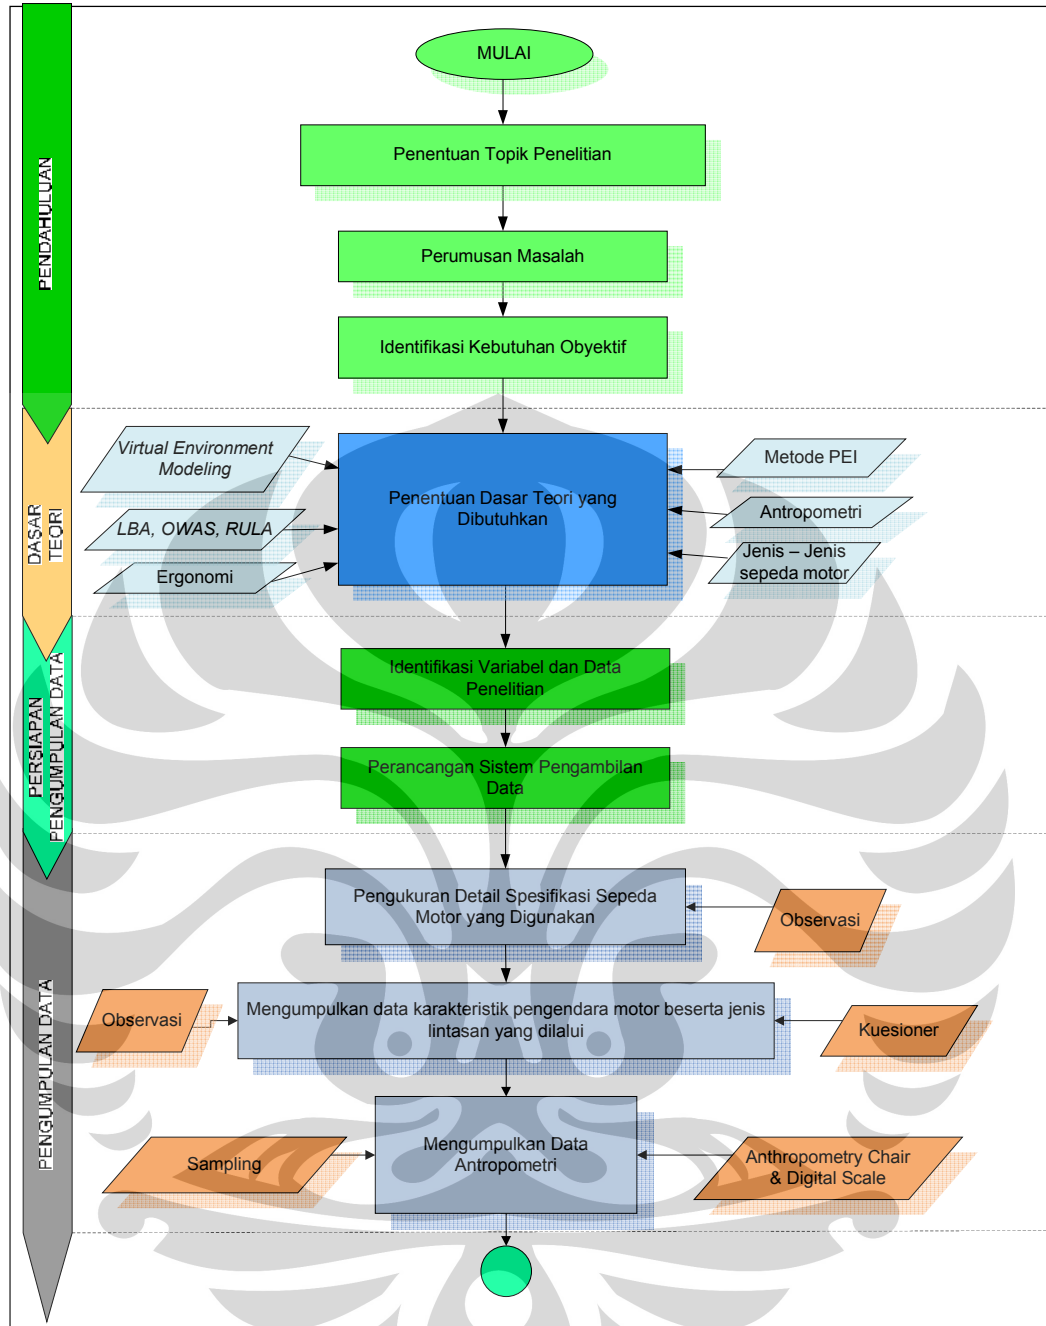 MULAI
Penentuan Topik Penelitian
PENDAHULUAN
Perumusan Masalah
Identifikasi Kebutuhan Obyektif
DASAR
TEORI
Virtual Environment
Modeling
LBA, OWAS, RULA
Ergonomi
Penentuan Dasar Teori yang
Dibutuhkan
Metode PEI
Antropometri
Jenis – Jenis
sepeda motor
PERSIAPAN
PENGUMPULAN DATA
Identifikasi Variabel dan Data
Penelitian
Perancangan Sistem Pengambilan
Data
PENGUMPULAN DATA
Pengukuran Detail Spesifikasi Sepeda
Motor yang Digunakan
Observasi
Observasi
Mengumpulkan data karakteristik pengendara motor beserta jenis
lintasan yang dilalui
Kuesioner
Sampling
Mengumpulkan Data
Antropometri
Anthropometry Chair
& Digital Scale